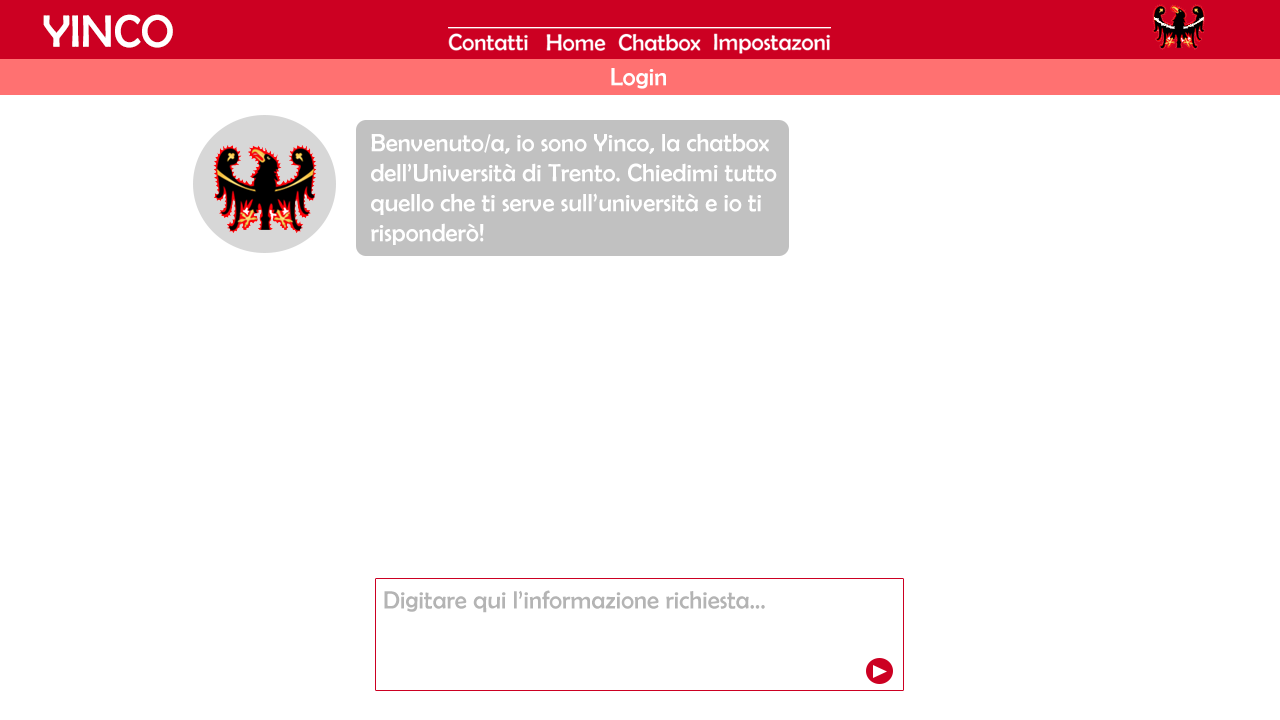 YINCO
Contatti Home Chatbox Impostazoni
Login
Benvenuto/a, io sono Yinco, la chatbox
dell'Università di Trento. Chiedimi tutto
quello che ti serve sull'università e io ti
risponderò!
Digitare qui l'informazione richiesta...